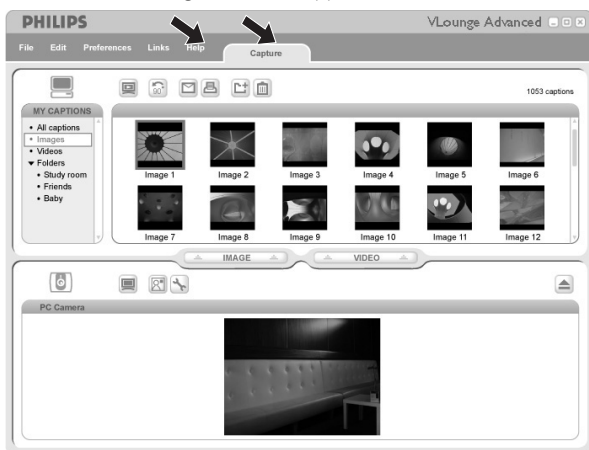 PHILIPS
VLounge Advanced
File Edit Preferences Links Help Capture
90°
1053 captions
MY CAPTIONS
• All captions
• Images
• Videos
▼ Folders
• Study room
• Friends
• Baby
Image 1 Image 2 Image 3 Image 4 Image 5 Image 6
Image 7 Image 8 Image 9 Image 10 Image 11 Image 12
IMAGE VIDEO
PC Camera